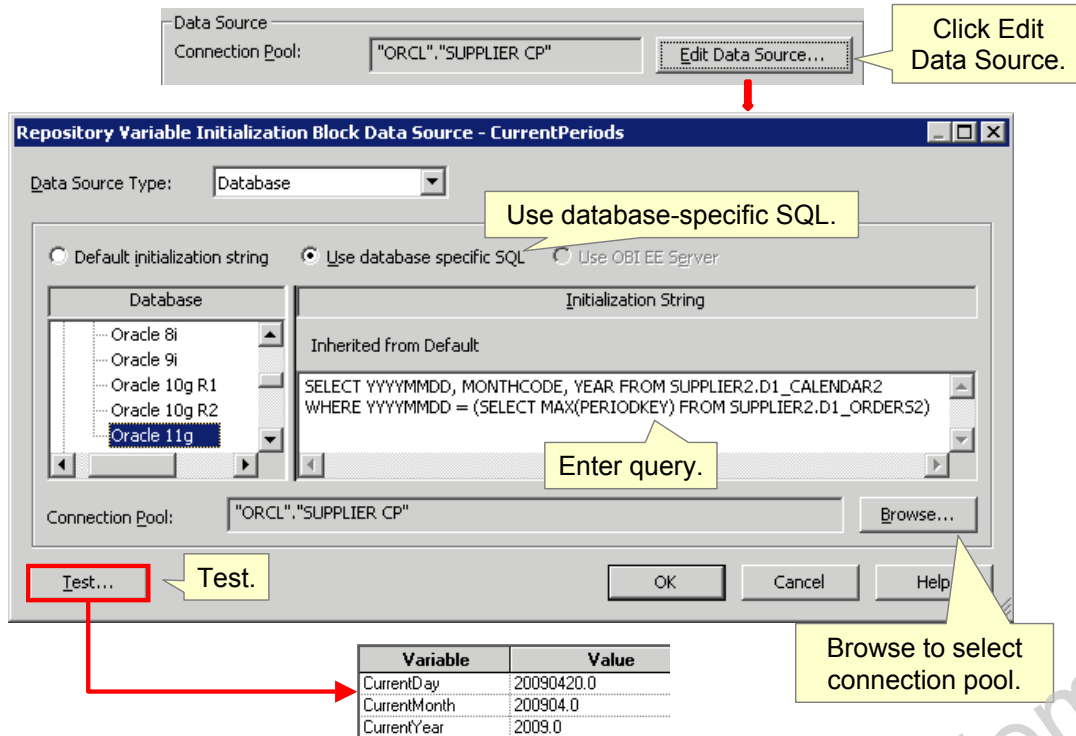 Data Source
Connection Pool: "ORCL"."SUPPLIER CP" Edit Data Source...
Click Edit
Data Source.
Repository Variable Initialization Block Data Source - CurrentPeriods
Data Source Type: Database
Use database-specific SQL.
Default initialization string Use database specific SQL Use OBI EE Server
Database Initialization String
Oracle 8i
Oracle 9i
Oracle 10g R1
Oracle 10g R2
Oracle 11g
Inherited from Default
SELECT YYYYMMDD, MONTHCODE, YEAR FROM SUPPLIER2.D1_CALENDAR2
WHERE YYYYMMDD = (SELECT MAX(PERIODKEY) FROM SUPPLIER2.D1_ORDERS2)
Enter query.
Connection Pool: "ORCL"."SUPPLIER CP" Browse...
Test... Test. OK Cancel Help
Browse to select
connection pool.
Variable Value
CurrentDay 20090420.0
CurrentMonth 200904.0
CurrentYear 2009.0